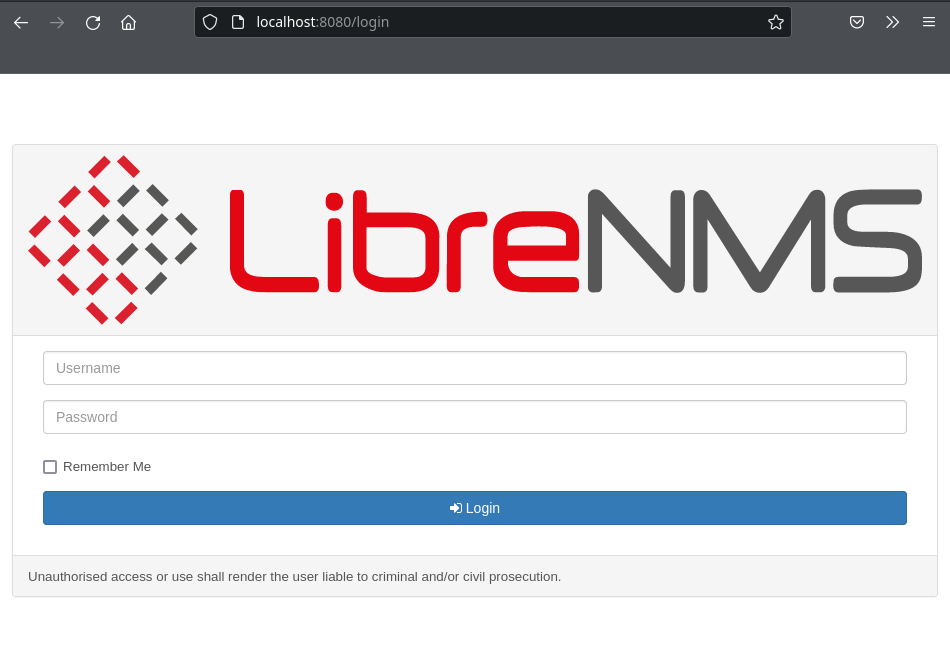 localhost:8080/login
LibreNMS
Username
Password
Remember Me
Login
Unauthorised access or use shall render the user liable to criminal and/or civil prosecution.